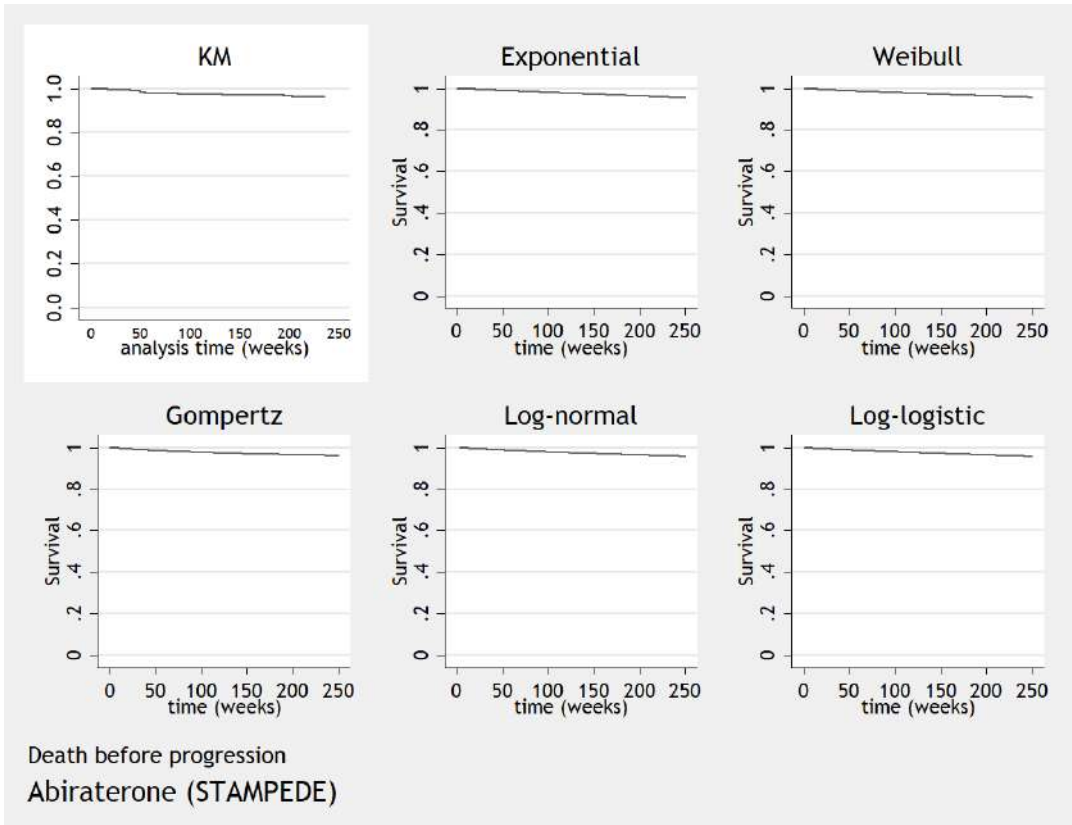 KM
1.0
0.8
0.6
0.4
0.2
0.0
0 50 100 150 200 250
analysis time (weeks)
Exponential
Survival
1
.8
.6
.4
.2
0
0 50 100 150 200 250
time (weeks)
Weibull
Survival
1
.8
.6
.4
.2
0
0 50 100 150 200 250
time (weeks)
Gompertz
Survival
1
.8
.6
.4
.2
0
0 50 100 150 200 250
time (weeks)
Log-normal
Survival
1
.8
.6
.4
.2
0
0 50 100 150 200 250
time (weeks)
Log-logistic
Survival
1
.8
.6
.4
.2
0
0 50 100 150 200 250
time (weeks)
Death before progression
Abiraterone (STAMPEDE)